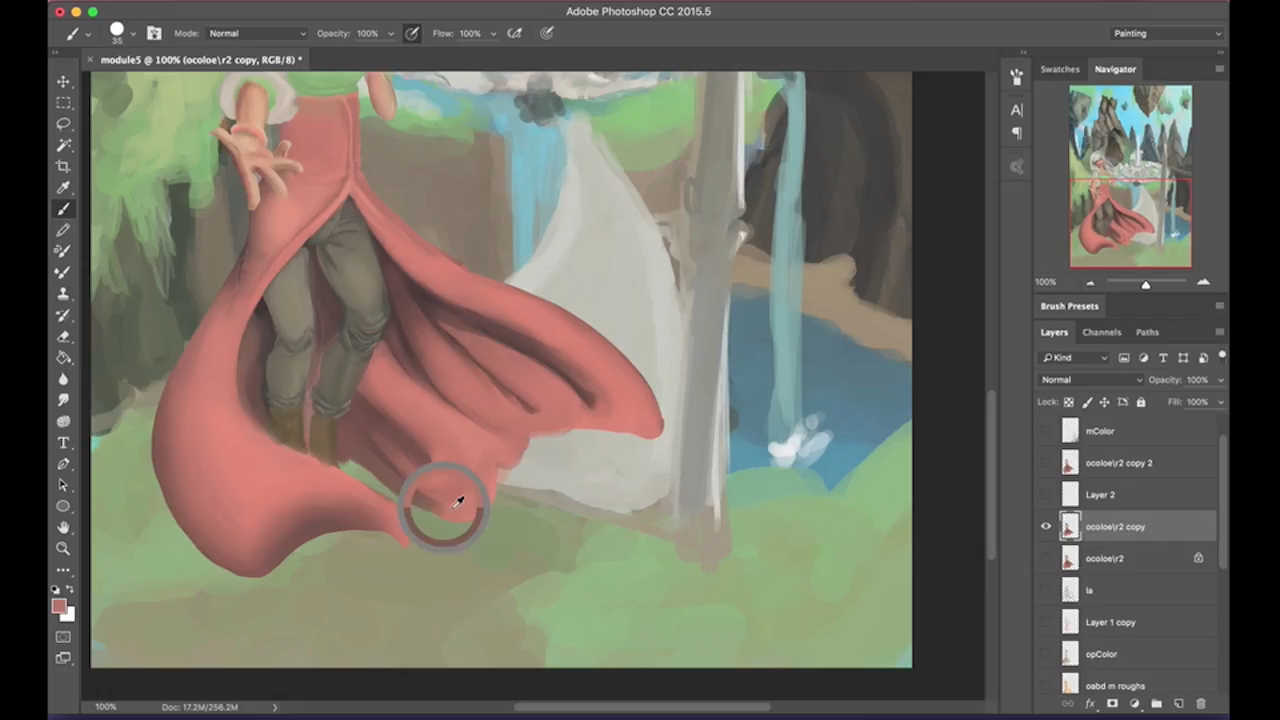 Adobe Photoshop CC 2015.5
35
Mode: Normal
Opacity: 100%
Flow: 100%
Painting
× module5 @ 100% (ocoloe\r2 copy, RGB/8) *
Swatches
Navigator
A|
100%
Brush Presets
Layers
Channels
Paths
Kind
Normal
Opacity: 100%
Lock:
Fill: 100%
mColor
ocoloe\r2 copy 2
Layer 2
ocoloe\r2 copy
ocoloe\r2
la
Layer 1 copy
opColor
oabd m roughs
T
fx
100%
Doc: 17.2M/256.2M